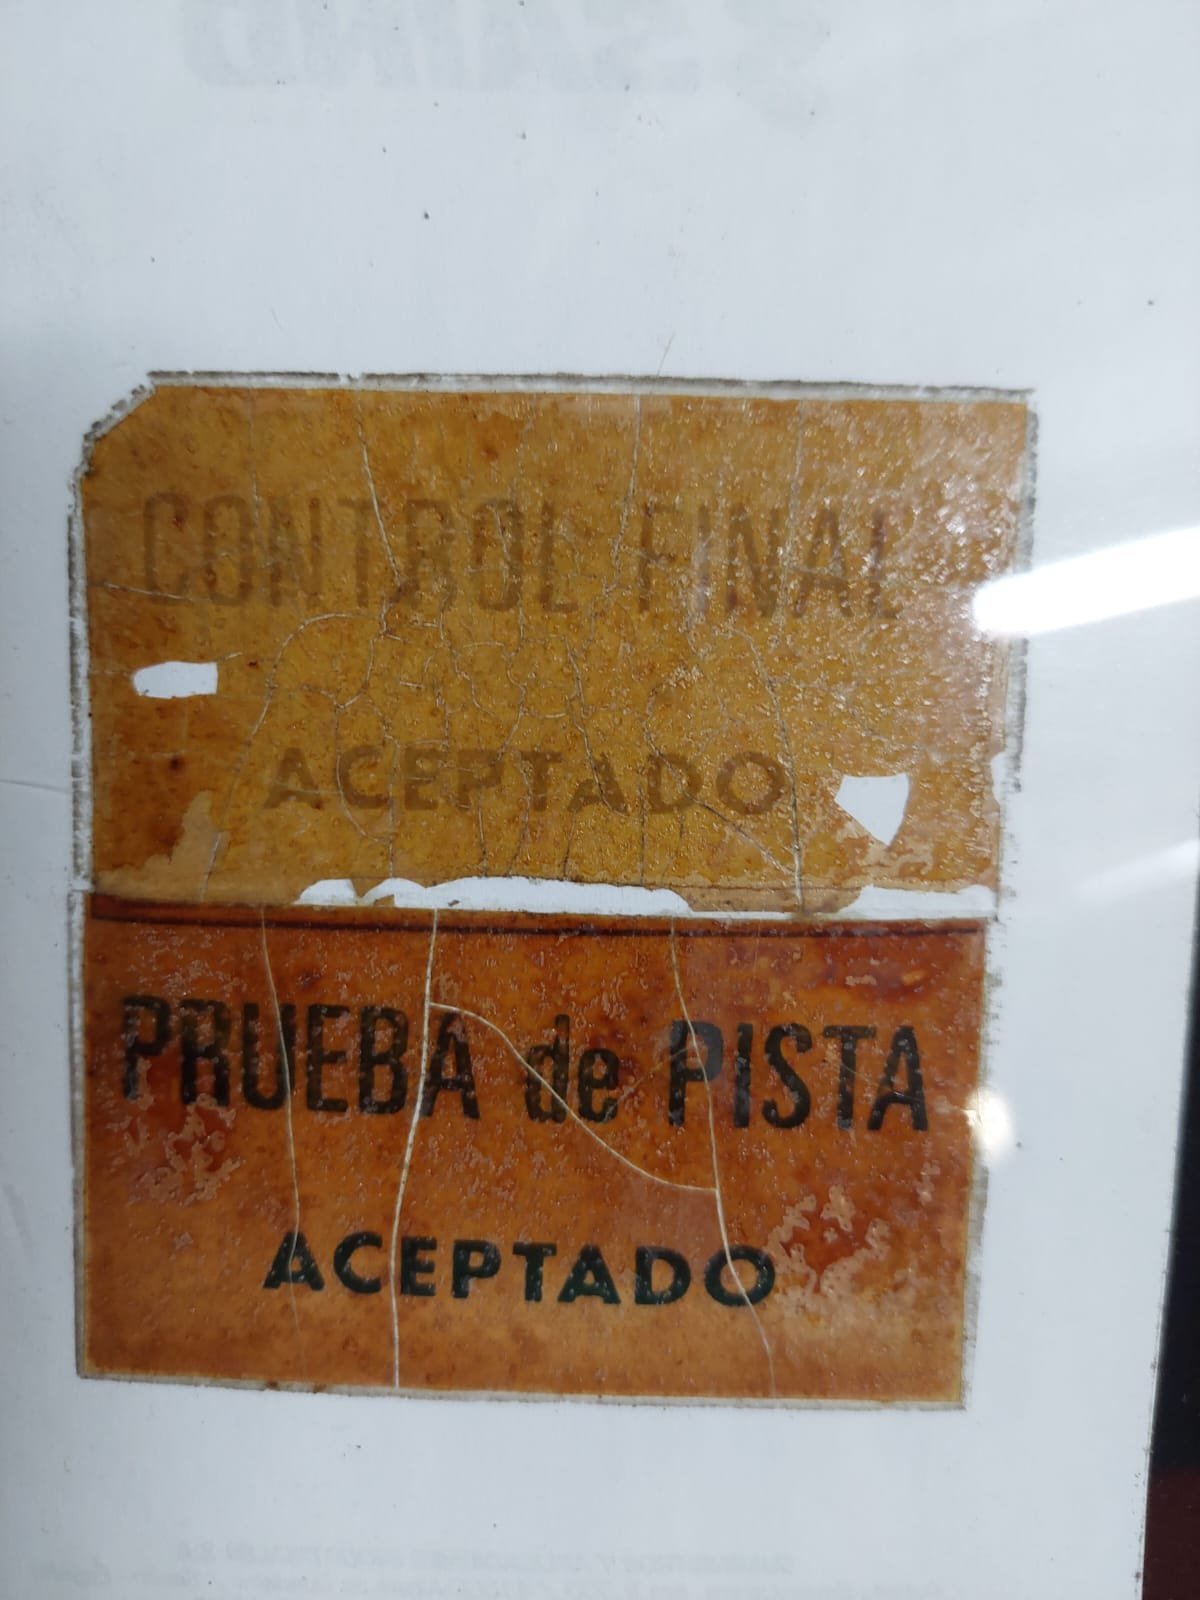 CONTROL FINAL
ACEPTADO
PRUEBA de PISTA
ACEPTADO